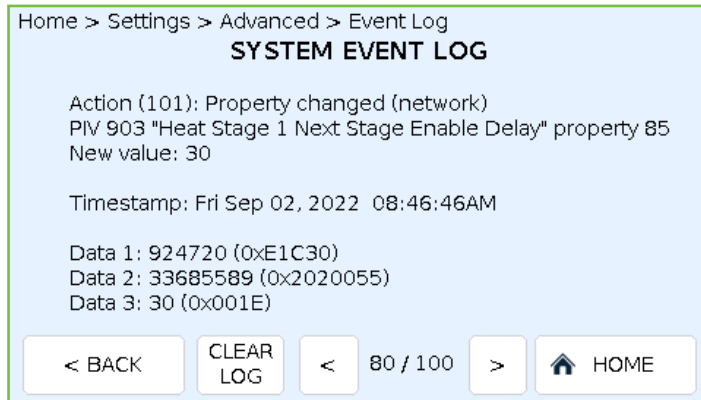 Home > Settings > Advanced > Event Log
SYSTEM EVENT LOG
Action (101): Property changed (network)
PIV 903 "Heat Stage 1 Next Stage Enable Delay" property 85
New value: 30
Timestamp: Fri Sep 02, 2022 08:46:46AM
Data 1: 924720 (0xE1C30)
Data 2: 33685589 (0x2020055)
Data 3: 30 (0x001E)
< BACK
CLEAR
LOG
<
80 / 100
>
HOME